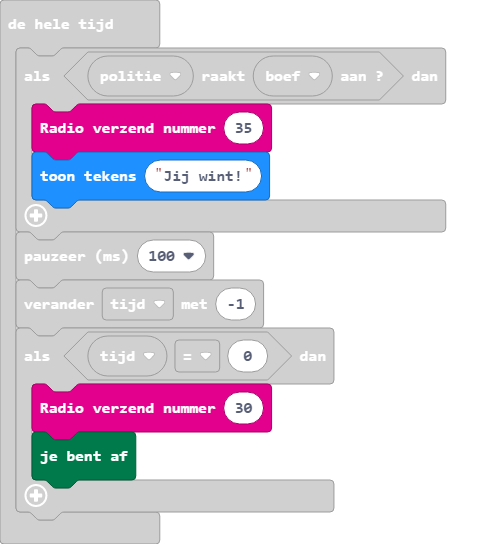 de hele tijd
als politie raakt boef aan ? dan
Radio verzend nummer 35
toon tekens "Jij wint!"
pauzeer (ms) 100
verander tijd met -1
als tijd = 0 dan
Radio verzend nummer 30
je bent af